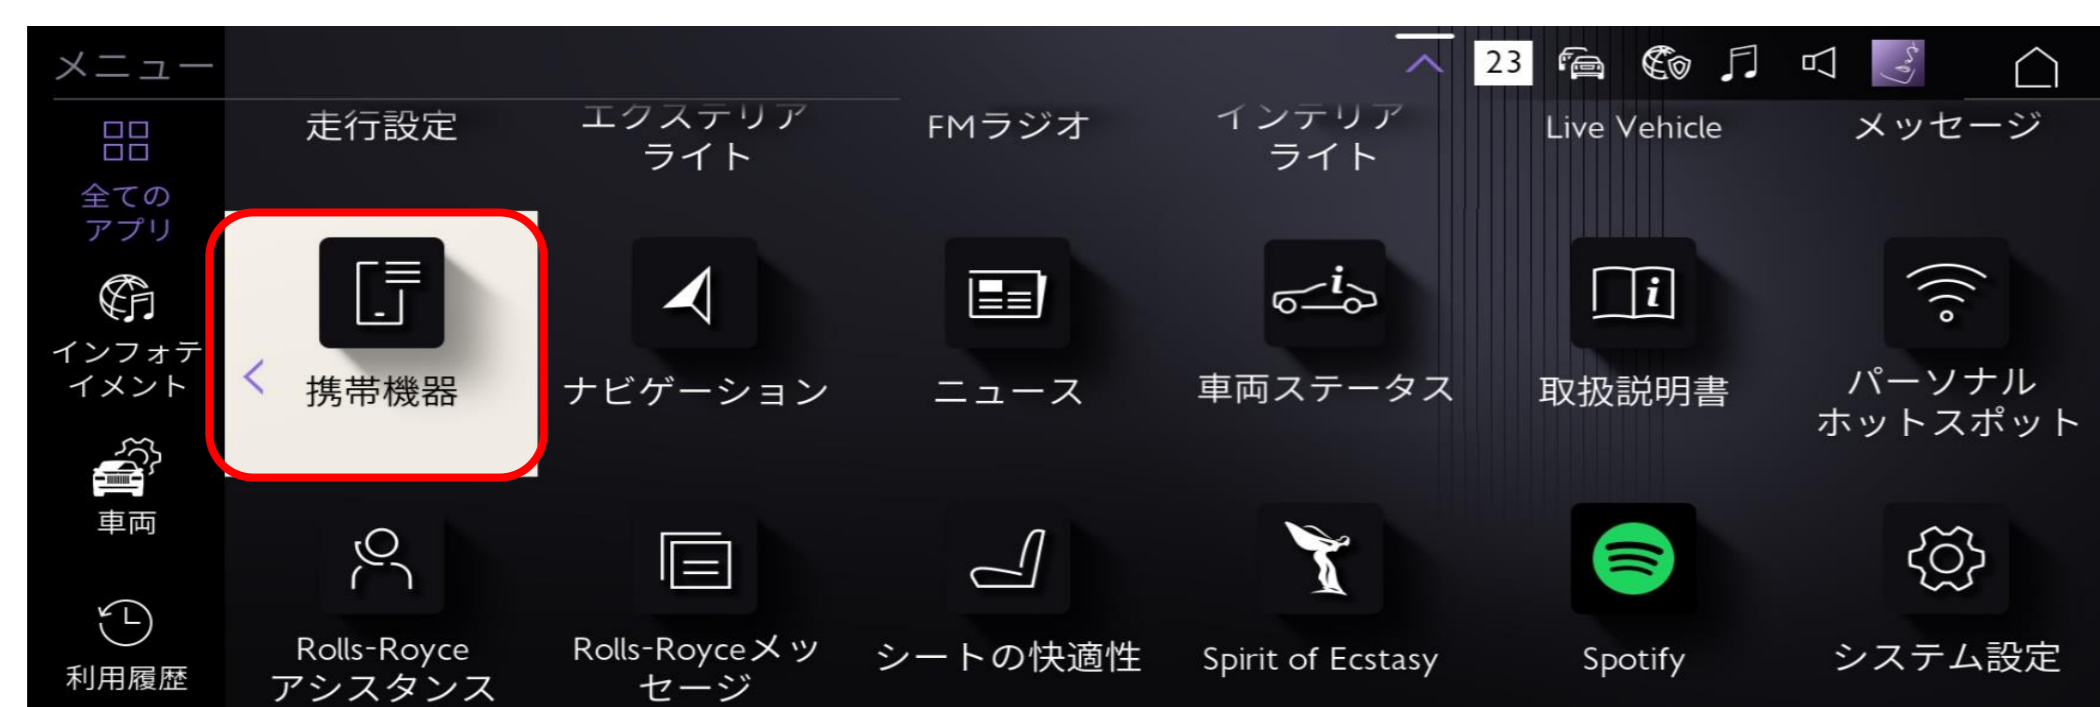 メニュー
23
全ての
アプリ
インフォテ
イメント
車両
利用履歴
走行設定
エクステリア
ライト
FMラジオ
インテリア
ライト
Live Vehicle
メッセージ
携帯機器
ナビゲーション
ニュース
車両ステータス
取扱説明書
パーソナル
ホットスポット
Rolls-Royce
アシスタンス
Rolls-Royceメッ
セージ
シートの快適性
Spirit of Ecstasy
Spotify
システム設定